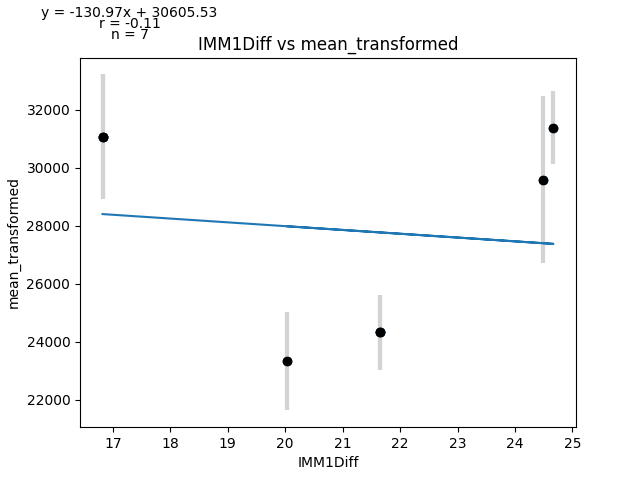 y = -130.97x + 30605.53
r = -0.11
n = 7
IMM1Diff vs mean_transformed
32000
30000
28000
26000
24000
22000
mean_transformed
17 18 19 20 21 22 23 24 25
IMM1Diff